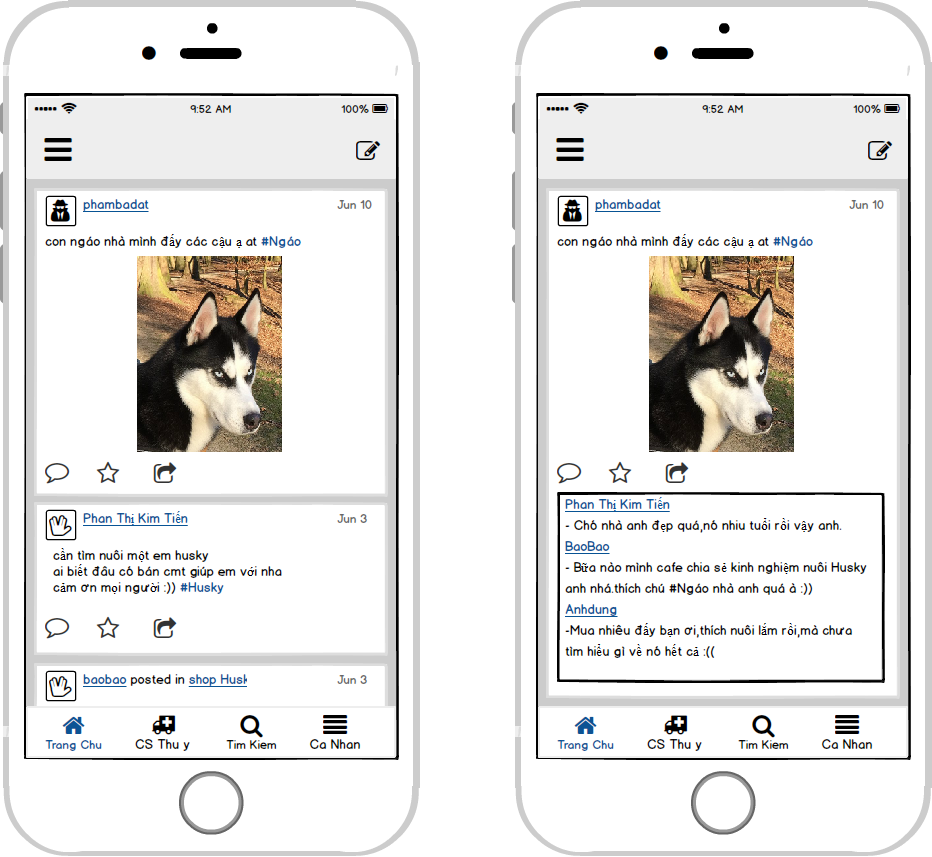 9:52 AM
100%
phambadat
Jun 10
con ngáo nhà mình đấy các cậu ạ at #Ngáo
Phan Thị Kim Tiến
Jun 3
cần tìm nuôi một em husky
ai biết đâu có bán cmt giúp em với nha
cảm ơn mọi người :)) #Husky
baobao posted in shop Husk
Jun 3
Trang Chu
CS Thu y
Tim Kiem
Ca Nhan
9:52 AM
100%
phambadat
Jun 10
con ngáo nhà mình đấy các cậu ạ at #Ngáo
Phan Thị Kim Tiến
- Chó nhà anh đẹp quá,nó nhiu tuổi rồi vậy anh.
BaoBao
- Bữa nào mình cafe chia sẻ kinh nghiệm nuôi Husky
anh nhá.thích chú #Ngáo nhà anh quá à :))
Anhdung
-Mua nhiêu đấy bạn ơi,thích nuôi lắm rồi,mà chưa
tìm hiểu gì về nó hết cả :((
Trang Chu
CS Thu y
Tim Kiem
Ca Nhan